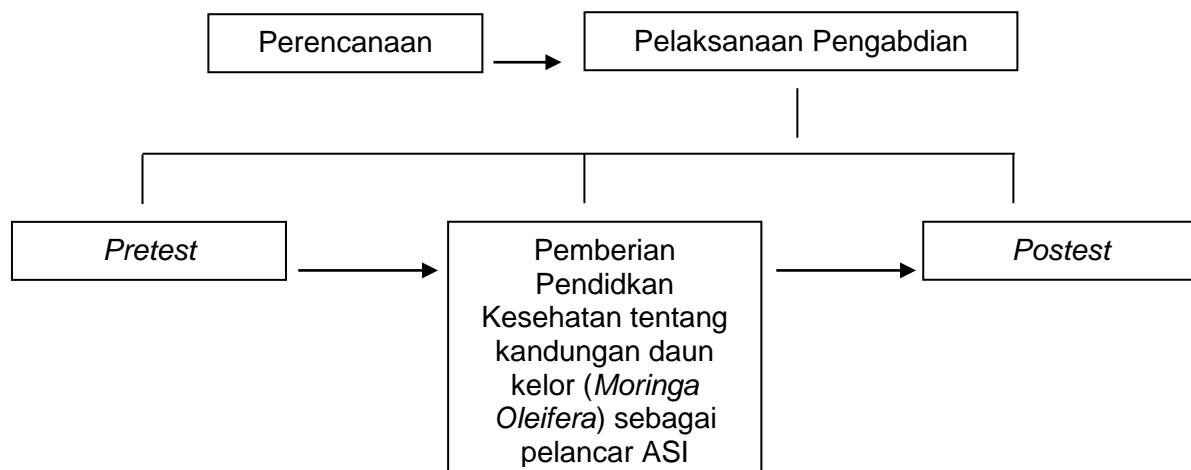 Perencanaan
Pelaksanaan Pengabdian
Pretest
Pemberian
Pendidkan
Kesehatan tentang
kandungan daun
kelor (Moringa
Oleifera) sebagai
pelancar ASI
Postest